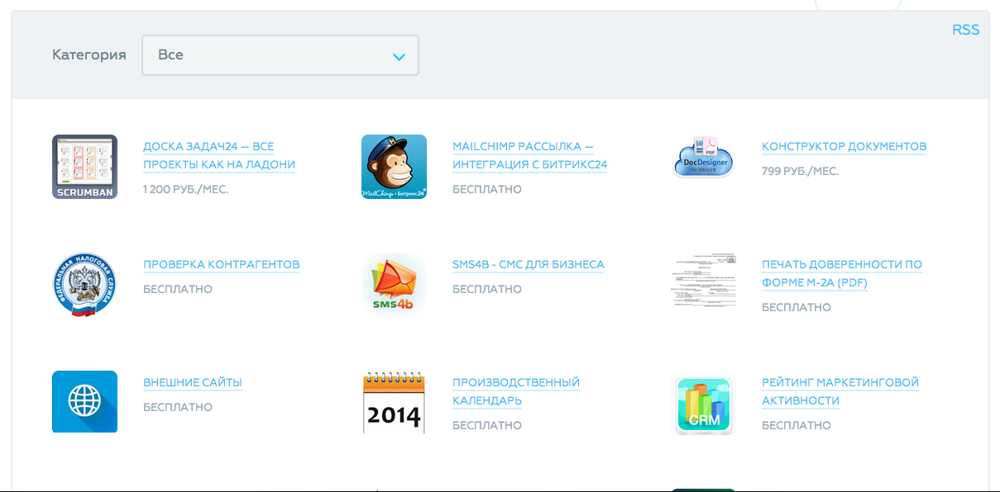 RSS
Категория
Все
SCRUMBAN
ДОСКА ЗАДАЧ24 — ВСЕ
ПРОЕКТЫ КАК НА ЛАДОНИ
1 200 РУБ./МЕС.
MailChimp + Битрикс24
MAILCHIMP РАССЫЛКА —
ИНТЕГРАЦИЯ С БИТРИКС24
БЕСПЛАТНО
W
PDF
DocDesigner
for Bitrix24
КОНСТРУКТОР ДОКУМЕНТОВ
799 РУБ./МЕС.
ФЕДЕРАЛЬНАЯ НАЛОГОВАЯ СЛУЖБА
ПРОВЕРКА КОНТРАГЕНТОВ
БЕСПЛАТНО
sms4b
SMS4B - СМС ДЛЯ БИЗНЕСА
БЕСПЛАТНО
ПЕЧАТЬ ДОВЕРЕННОСТИ ПО
ФОРМЕ М-2А (PDF)
БЕСПЛАТНО
ВНЕШНИЕ САЙТЫ
БЕСПЛАТНО
2014
ПРОИЗВОДСТВЕННЫЙ
КАЛЕНДАРЬ
БЕСПЛАТНО
CRM
РЕЙТИНГ МАРКЕТИНГОВОЙ
АКТИВНОСТИ
БЕСПЛАТНО